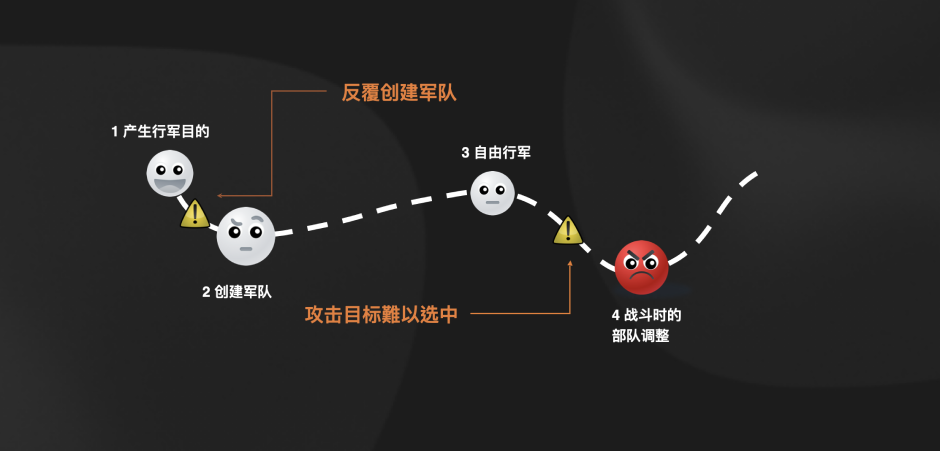 反覆创建军队
1 产生行军目的
3 自由行军
2 创建军队
攻击目标難以选中
4 战斗时的
部队调整